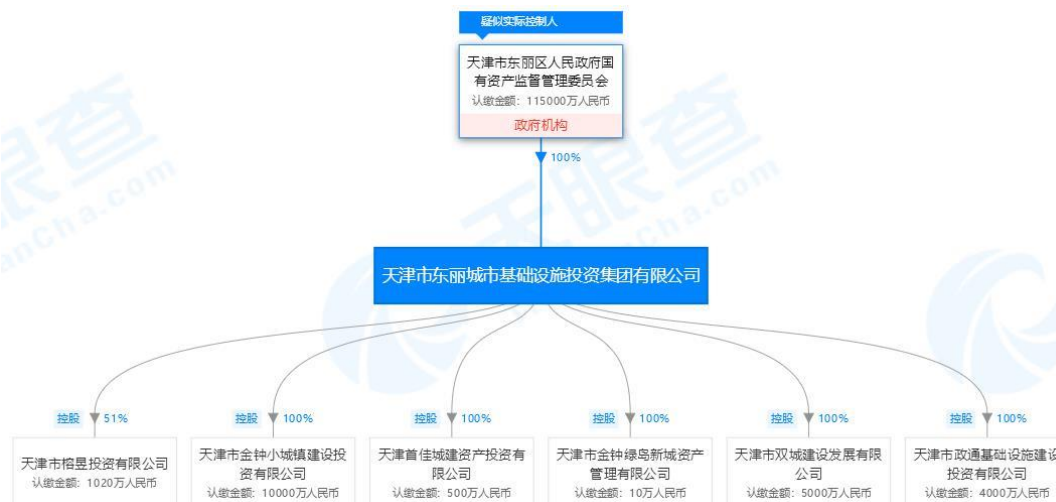 疑似实际控制人
天津市东丽区人民政府国
有资产监督管理委员会
认缴金额：115000万人民币
政府机构
100%
天津市东丽城市基础设施投资集团有限公司
控股 51%
控股 100%
控股 100%
控股 100%
控股 100%
控股 100%
天津市榕昱投资有限公司
认缴金额：1020万人民币
天津市金钟小城镇建设投
资有限公司
认缴金额：10000万人民币
天津首佳城建资产投资有
限公司
认缴金额：500万人民币
天津市金钟绿岛新城资产
管理有限公司
认缴金额：10万人民币
天津市双城建设发展有限
公司
认缴金额：5000万人民币
天津市政通基础设施建设
投资有限公司
认缴金额：4000万人民币
天眼查
TianYanCha.com